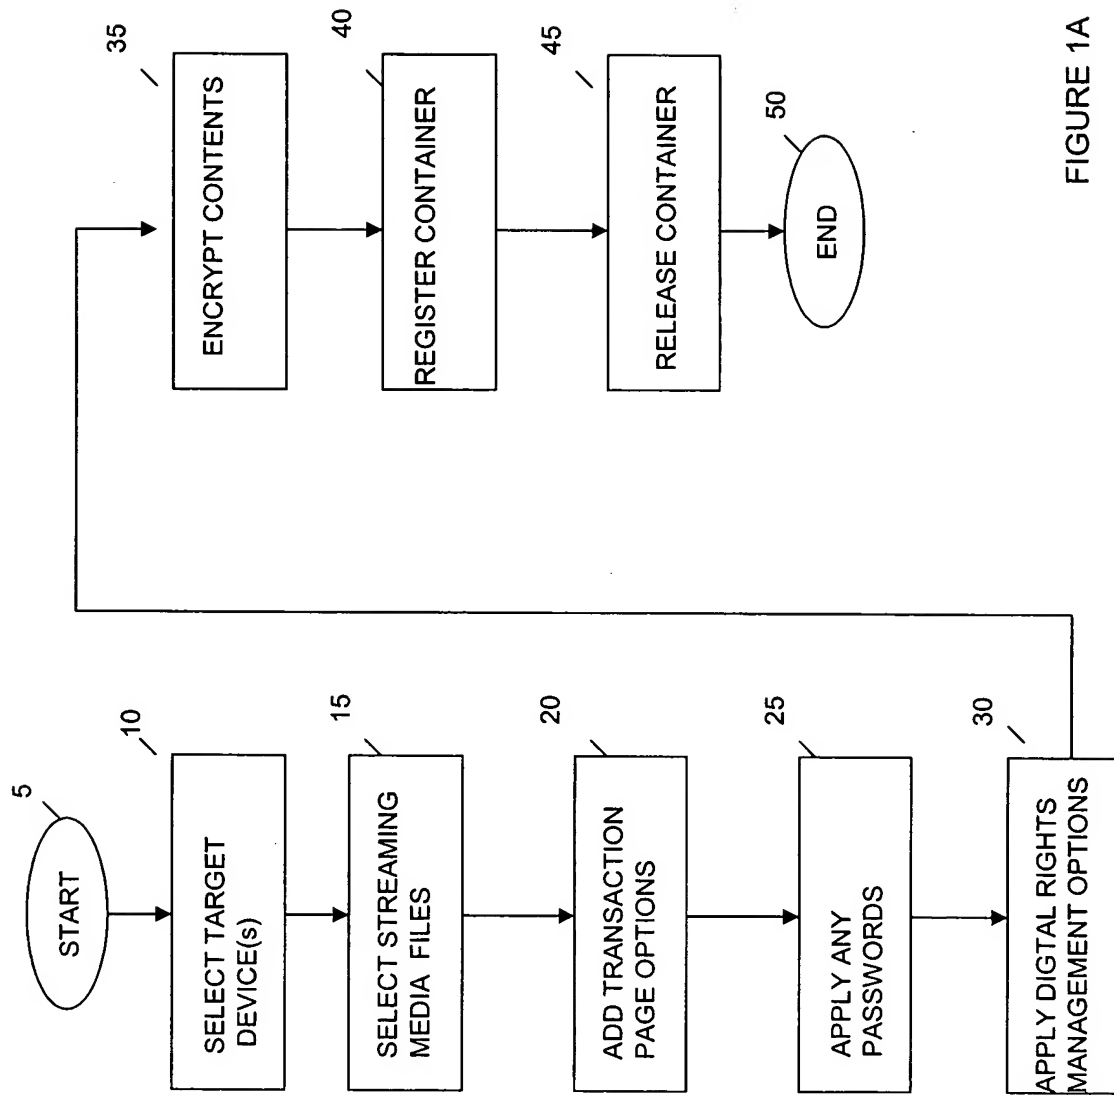 5
START
10
SELECT TARGET
DEVICE(s)
15
SELECT STREAMING
MEDIA FILES
20
ADD TRANSACTION
PAGE OPTIONS
25
APPLY ANY
PASSWORDS
30
APPLY DIGTAL RIGHTS
MANAGEMENT OPTIONS
35
ENCRYPT CONTENTS
40
REGISTER CONTAINER
45
RELEASE CONTAINER
50
END
FIGURE 1A